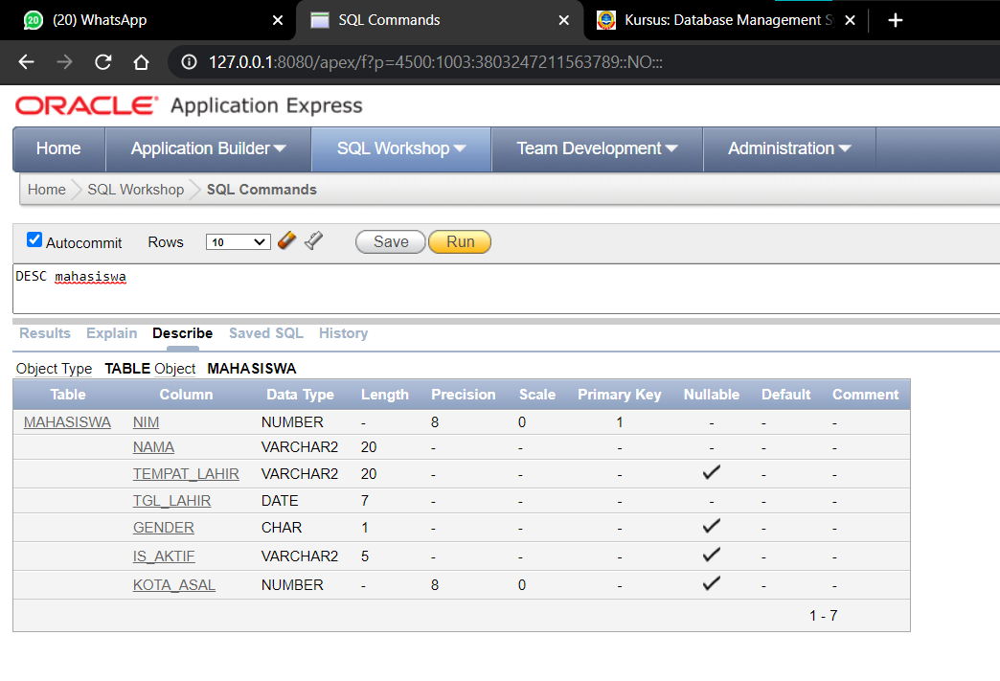 20 (20) WhatsApp SQL Commands Kursus: Database Management S
127.0.0.1:8080/apex/f?p=4500:1003:3803247211563789::NO:::
ORACLE Application Express
Home Application Builder SQL Workshop Team Development Administration
Home SQL Workshop SQL Commands
Autocommit Rows 10 Save Run
DESC mahasiswa
Results Explain Describe Saved SQL History
Object Type TABLE Object MAHASISWA
Table Column Data Type Length Precision Scale Primary Key Nullable Default Comment
MAHASISWA NIM NUMBER - 8 0 1 - - -
NAMA VARCHAR2 20 - - - - - -
TEMPAT_LAHIR VARCHAR2 20 - - - ✓ - -
TGL_LAHIR DATE 7 - - - - - -
GENDER CHAR 1 - - - ✓ - -
IS_AKTIF VARCHAR2 5 - - - ✓ - -
KOTA_ASAL NUMBER - 8 0 - ✓ - -
1 - 7